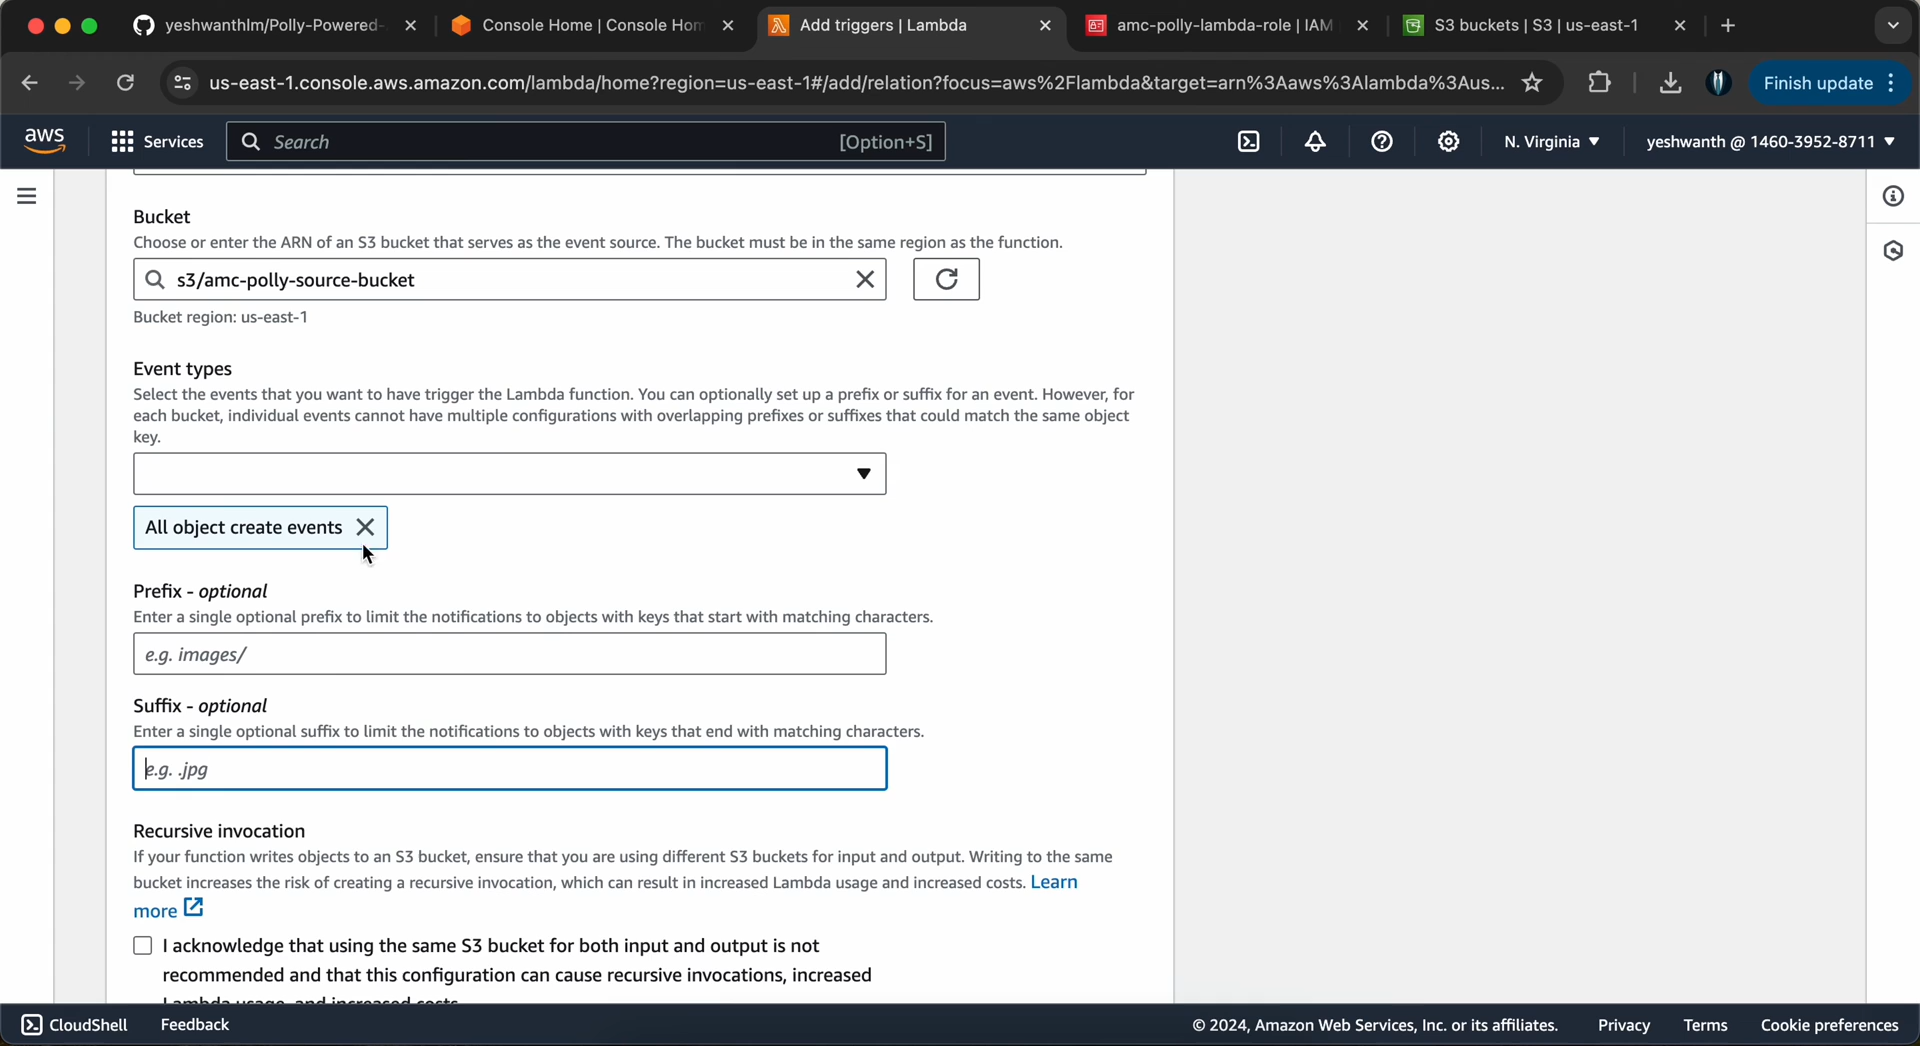 yeshwanthlm/Polly-Powered-
Console Home | Console Hom
Add triggers | Lambda
amc-polly-lambda-role | IAM
S3 buckets | S3 | us-east-1
us-east-1.console.aws.amazon.com/lambda/home?region=us-east-1#/add/relation?focus=aws%2Flambda&target=arn%3Aaws%3Alambda%3Aus...
Finish update
aws
Services
Search
[Option+S]
N. Virginia
yeshwanth @ 1460-3952-8711
Bucket
Choose or enter the ARN of an S3 bucket that serves as the event source. The bucket must be in the same region as the function.
s3/amc-polly-source-bucket
Bucket region: us-east-1
Event types
Select the events that you want to have trigger the Lambda function. You can optionally set up a prefix or suffix for an event. However, for
each bucket, individual events cannot have multiple configurations with overlapping prefixes or suffixes that could match the same object
key.
All object create events
Prefix - optional
Enter a single optional prefix to limit the notifications to objects with keys that start with matching characters.
e.g. images/
Suffix - optional
Enter a single optional suffix to limit the notifications to objects with keys that end with matching characters.
e.g. .jpg
Recursive invocation
If your function writes objects to an S3 bucket, ensure that you are using different S3 buckets for input and output. Writing to the same
bucket increases the risk of creating a recursive invocation, which can result in increased Lambda usage and increased costs. Learn
more
I acknowledge that using the same S3 bucket for both input and output is not
recommended and that this configuration can cause recursive invocations, increased
Lambda usage, and increased costs.
CloudShell
Feedback
© 2024, Amazon Web Services, Inc. or its affiliates.
Privacy
Terms
Cookie preferences